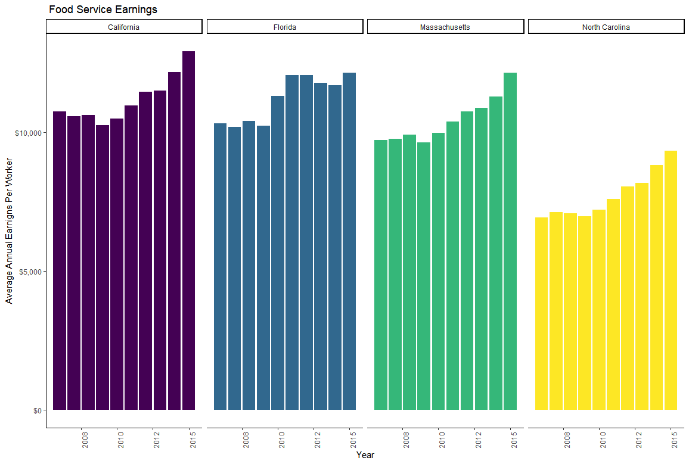 Food Service Earnings
California
Florida
Massachusetts
North Carolina
$10,000
$5,000
$0
Average Annual Earnigns Per Worker
2008
2010
2012
2015
2008
2010
2012
2015
2008
2010
2012
2015
2008
2010
2012
2015
Year